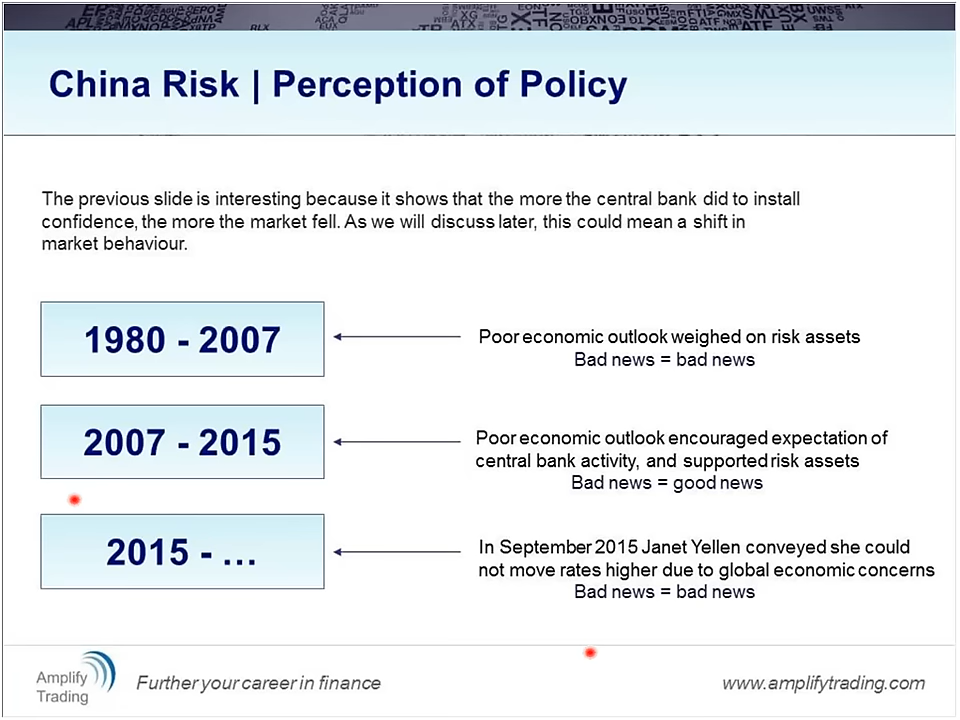 China Risk | Perception of Policy
The previous slide is interesting because it shows that the more the central bank did to install
confidence, the more the market fell. As we will discuss later, this could mean a shift in
market behaviour.
1980 - 2007
Poor economic outlook weighed on risk assets
Bad news = bad news
2007 - 2015
Poor economic outlook encouraged expectation of
central bank activity, and supported risk assets
Bad news = good news
2015 - …
In September 2015 Janet Yellen conveyed she could
not move rates higher due to global economic concerns
Bad news = bad news
Amplify
Trading
Further your career in finance
www.amplifytrading.com